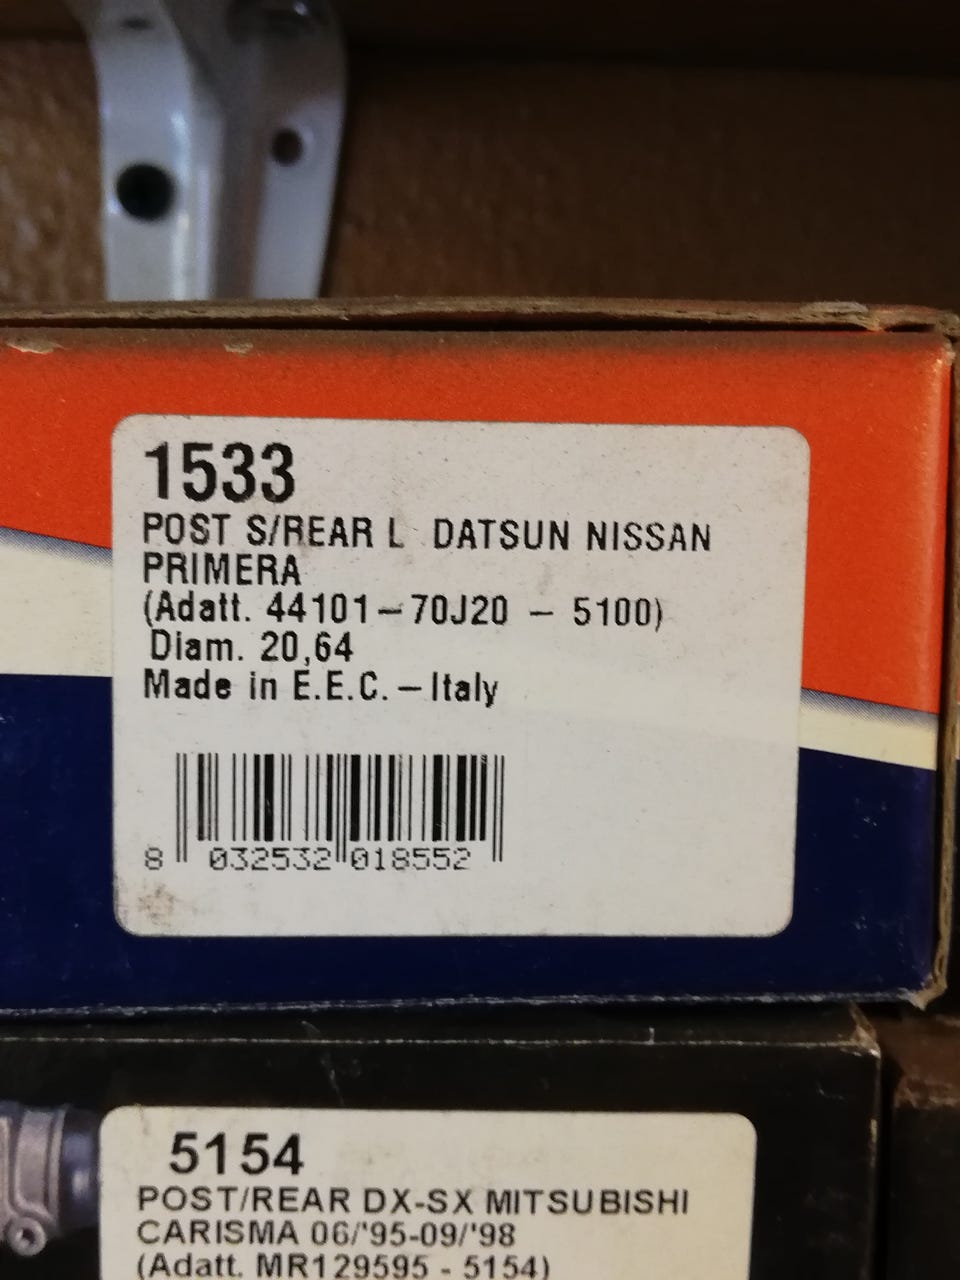 1533
POST S/REAR L DATSUN NISSAN
PRIMERA
(Adatt. 44101-70J20 - 5100)
Diam. 20,64
Made in E.E.C. - Italy
8 032532 018552
5154
POST/REAR DX-SX MITSUBISHI
CARISMA 06/'95-09/'98
(Adatt. MR129595 - 5154)